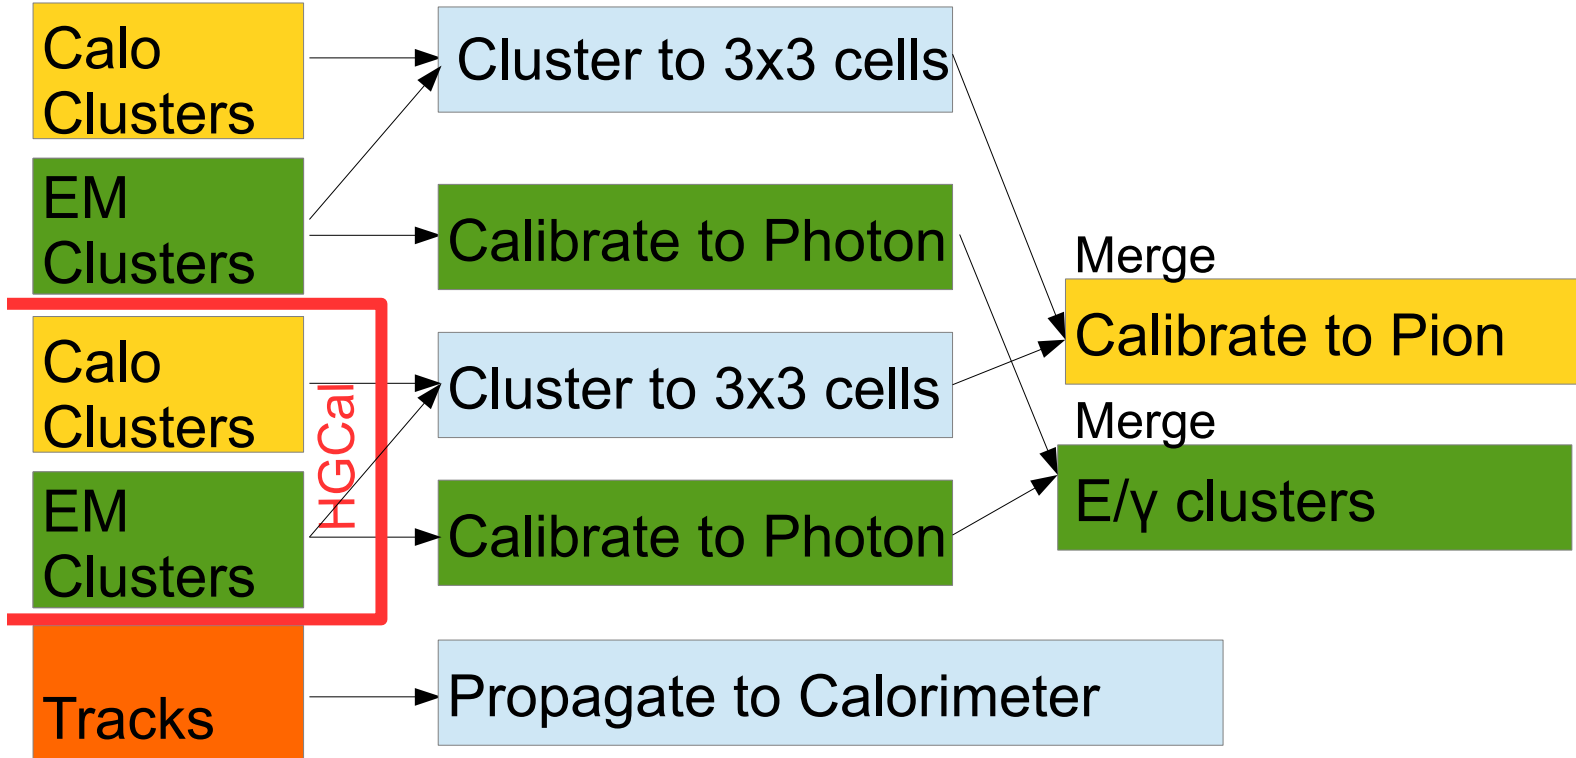 Calo
Clusters
Cluster to 3x3 cells
EM
Clusters
Calibrate to Photon
Merge
Calibrate to Pion
Calo
Clusters
HGCal
Cluster to 3x3 cells
Merge
E/γ clusters
EM
Clusters
Calibrate to Photon
Tracks
Propagate to Calorimeter